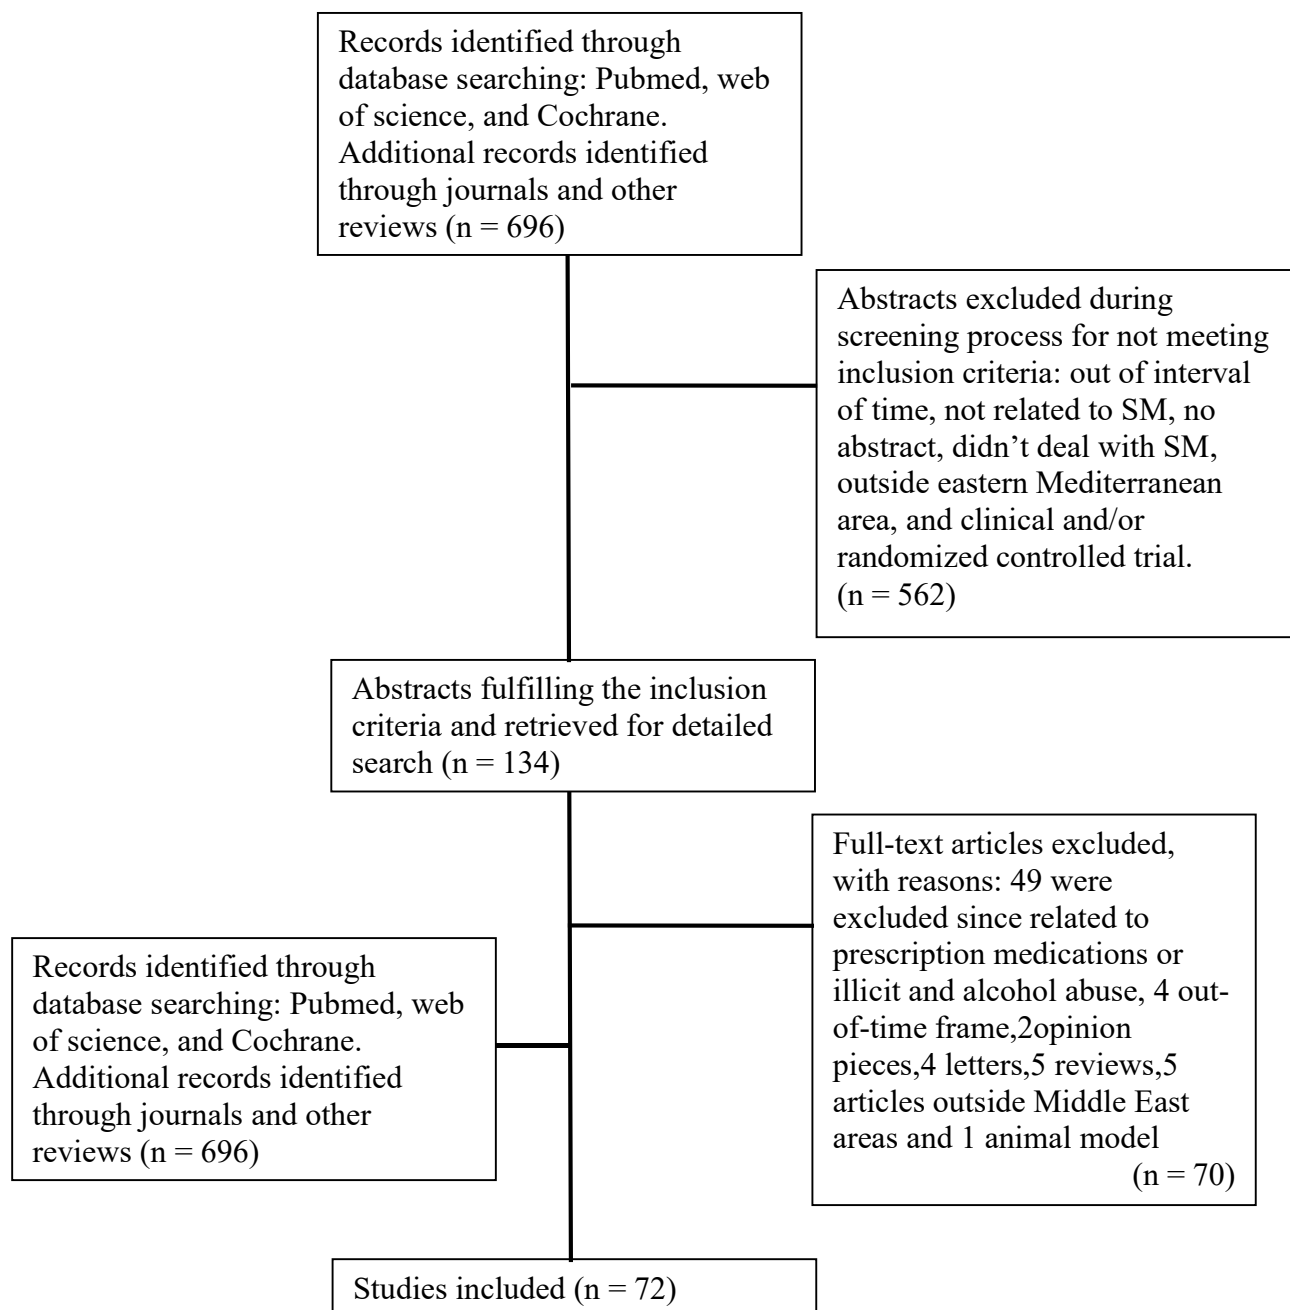 Records identified through
database searching: Pubmed, web
of science, and Cochrane.
Additional records identified
through journals and other
reviews (n = 696)
Abstracts excluded during
screening process for not meeting
inclusion criteria: out of interval
of time, not related to SM, no
abstract, didn’t deal with SM,
outside eastern Mediterranean
area, and clinical and/or
randomized controlled trial.
(n = 562)
Abstracts fulfilling the inclusion
criteria and retrieved for detailed
search (n = 134)
Full-text articles excluded,
with reasons: 49 were
excluded since related to
prescription medications or
illicit and alcohol abuse, 4 out-
of-time frame,2opinion
pieces,4 letters,5 reviews,5
articles outside Middle East
areas and 1 animal model
(n = 70)
Records identified through
database searching: Pubmed, web
of science, and Cochrane.
Additional records identified
through journals and other
reviews (n = 696)
Studies included (n = 72)